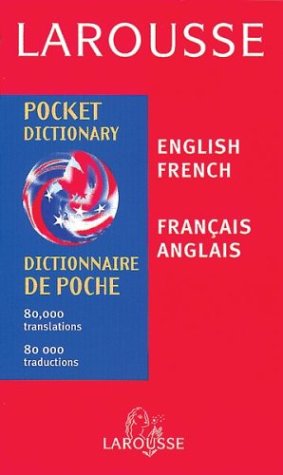 LAROUSSE
POCKET
DICTIONARY
DICTIONNAIRE
DE POCHE
80,000
translations
80 000
traductions
ENGLISH
FRENCH
FRANÇAIS
ANGLAIS
LAROUSSE